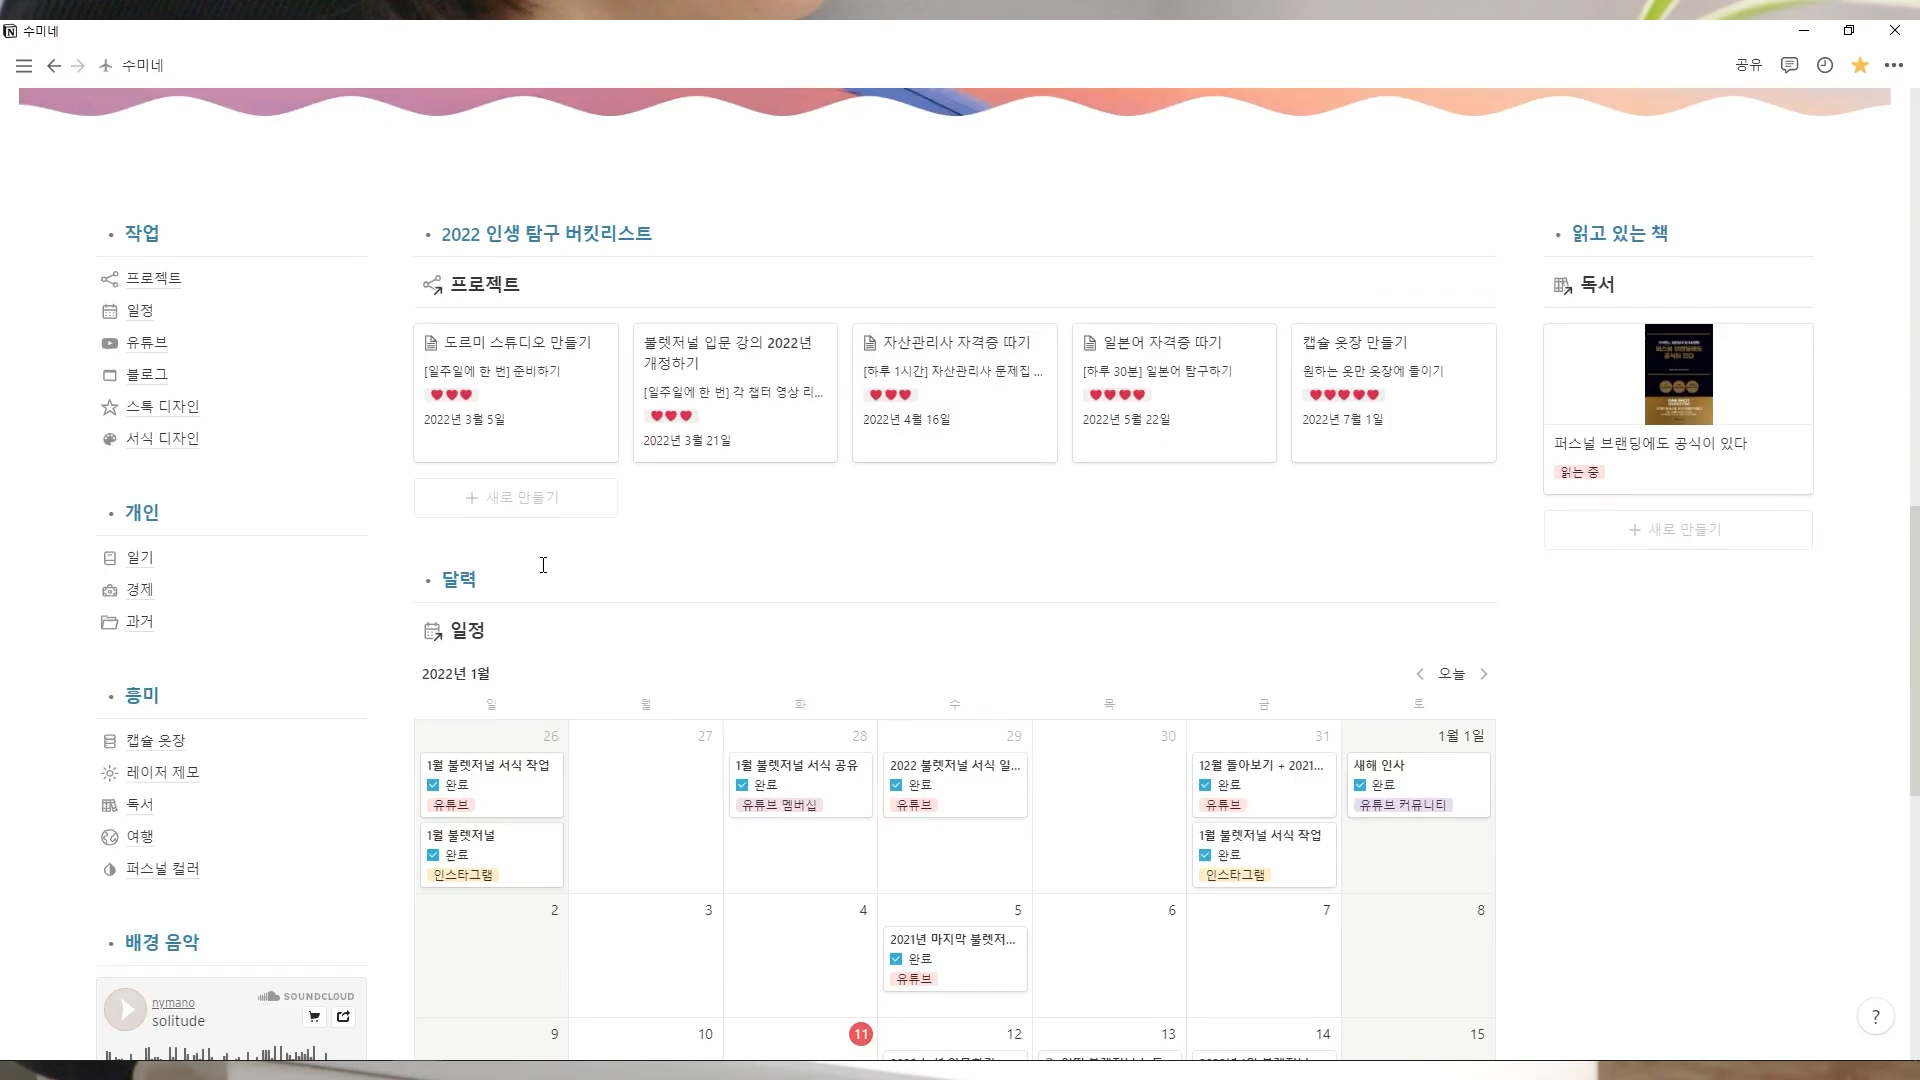 수미네
수미네
공유
작업
프로젝트
일정
유튜브
블로그
스톡 디자인
서식 디자인
개인
일기
경제
과거
흥미
캡슐 옷장
레이저 제모
독서
여행
퍼스널 컬러
배경 음악
nymano
solitude
SOUNDCLOUD
2022 인생 탐구 버킷리스트
프로젝트
도르미 스튜디오 만들기
[일주일에 한 번] 준비하기
2022년 3월 5일
불렛저널 입문 강의 2022년
개정하기
[일주일에 한 번] 각 챕터 영상 리...
2022년 3월 21일
자산관리사 자격증 따기
[하루 1시간] 자산관리사 문제집 ...
2022년 4월 16일
일본어 자격증 따기
[하루 30분] 일본어 탐구하기
2022년 5월 22일
캡슐 옷장 만들기
원하는 옷만 옷장에 들이기
2022년 7월 1일
새로 만들기
달력
일정
2022년 1월
오늘
일 월 화 수 목 금 토
26 27 28 29 30 31 1월 1일
1월 불렛저널 서식 작업
완료
유튜브
1월 불렛저널
완료
인스타그램
1월 불렛저널 서식 공유
완료
유튜브 멤버십
2022 불렛저널 서식 일...
완료
유튜브
12월 돌아보기 + 2021...
완료
유튜브
1월 불렛저널 서식 작업
완료
인스타그램
새해 인사
완료
유튜브 커뮤니티
2 3 4 5 6 7 8
2021년 마지막 불렛저...
완료
유튜브
9 10 11 12 13 14 15
읽고 있는 책
독서
퍼스널 브랜딩에도 공식이 있다
읽는 중
새로 만들기
?